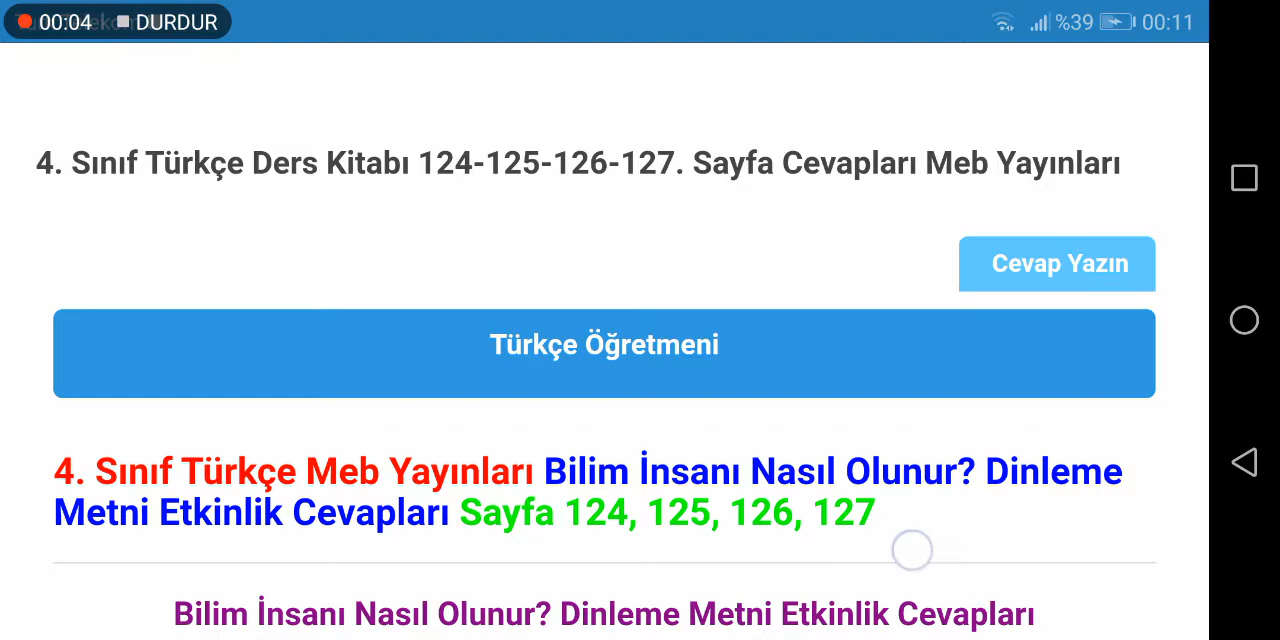 00:04 DURDUR %39 00:11
4. Sınıf Türkçe Ders Kitabı 124-125-126-127. Sayfa Cevapları Meb Yayınları
Cevap Yazın
Türkçe Öğretmeni
4. Sınıf Türkçe Meb Yayınları Bilim İnsanı Nasıl Olunur? Dinleme
Metni Etkinlik Cevapları Sayfa 124, 125, 126, 127
Bilim İnsanı Nasıl Olunur? Dinleme Metni Etkinlik Cevapları